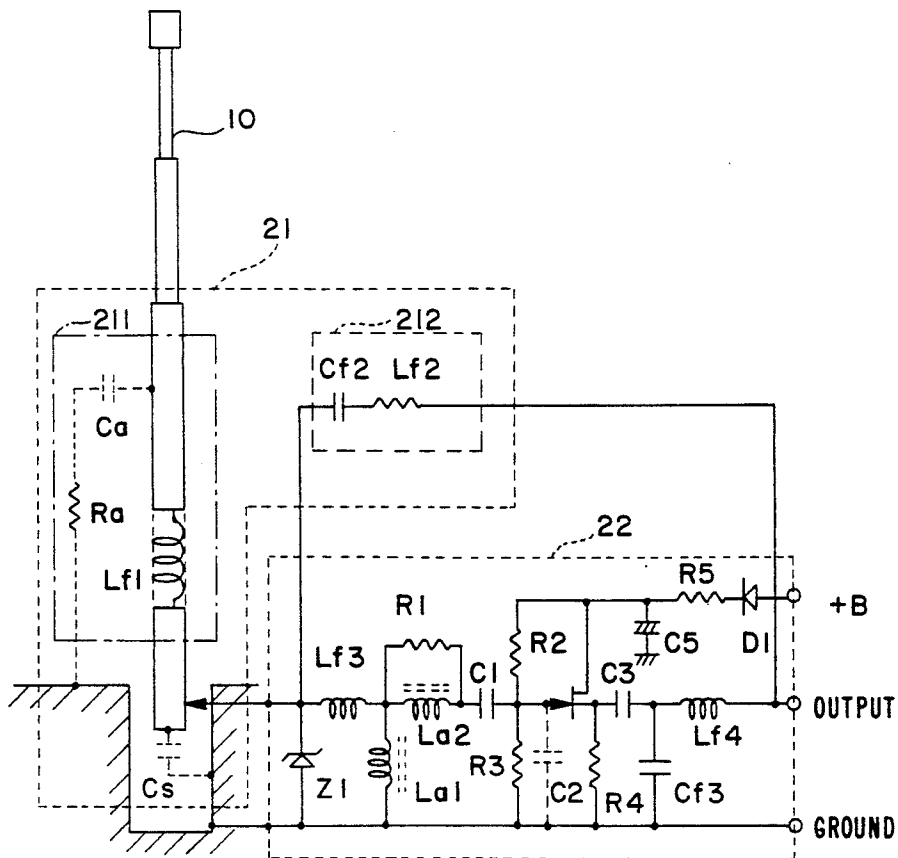 10
21
211
212
Cf2 Lf2
Ca
Ra
22
Lf1
R5
+B
R1
R2
C5
D1
Lf3
C1
C3
OUTPUT
La2
Lf4
R3
Cs
Z1
La1
C2
R4
Cf3
GROUND